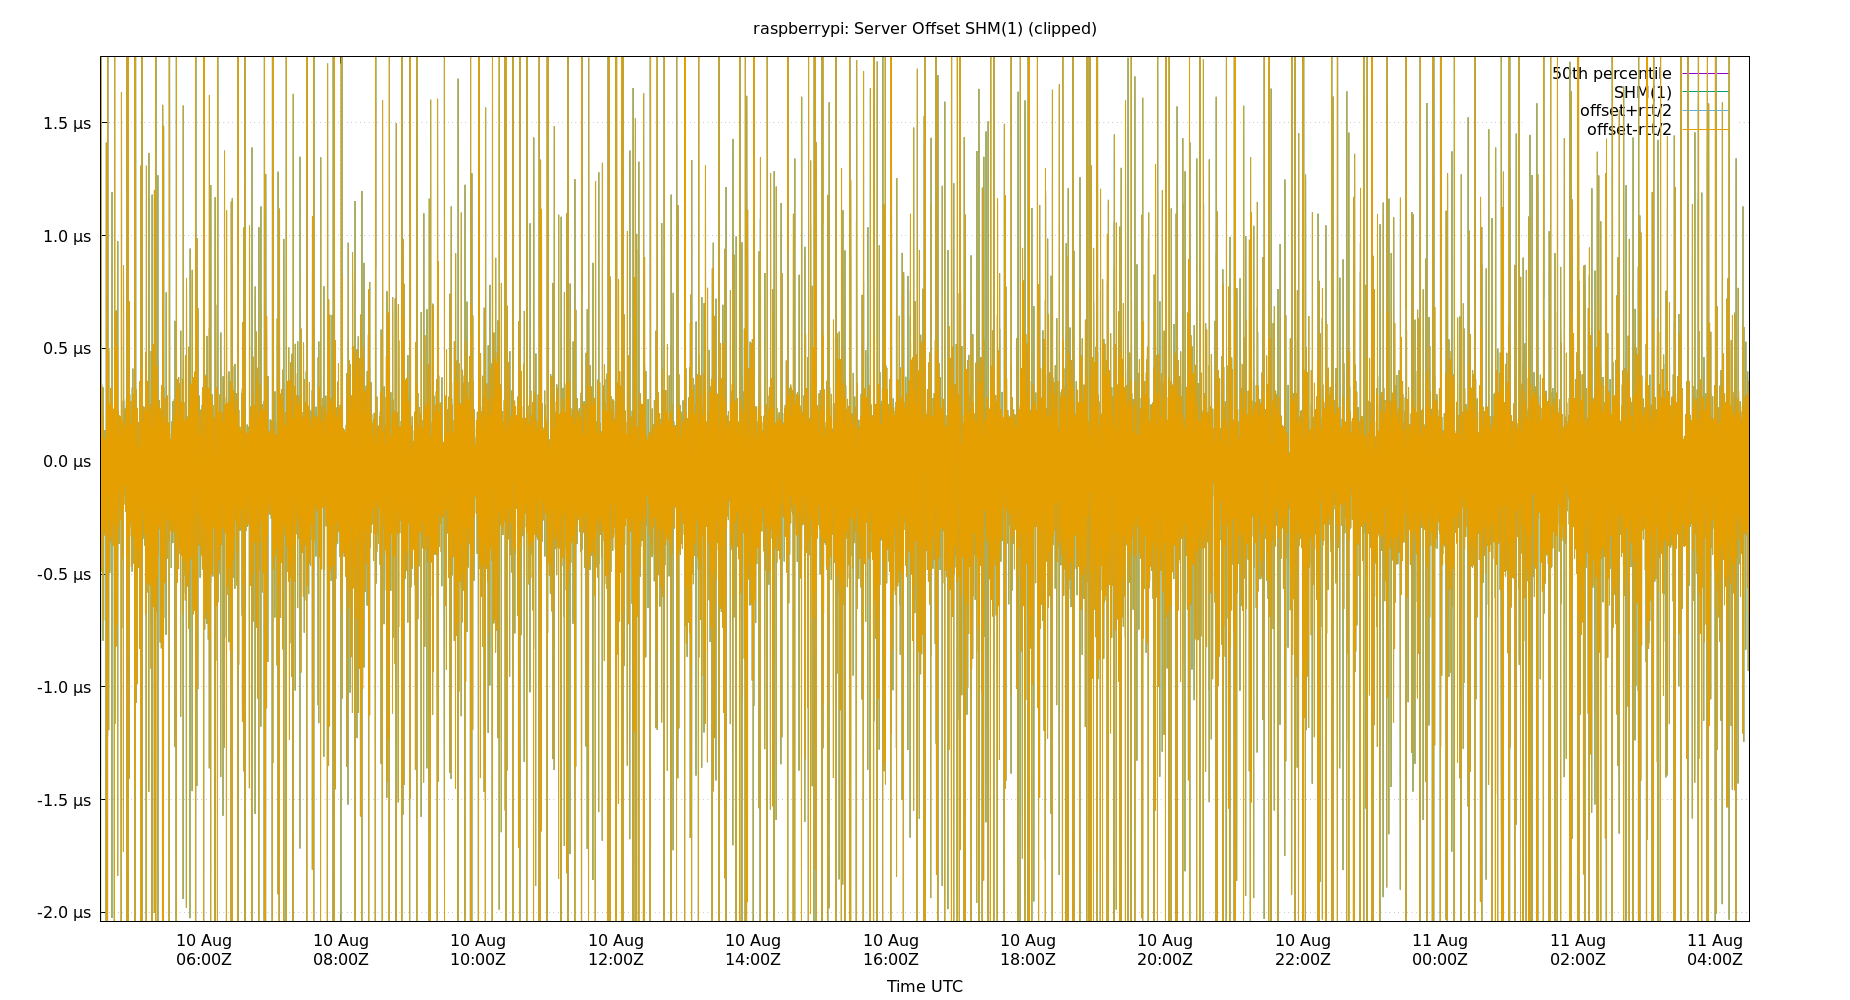 raspberrypi: Server Offset SHM(1) (clipped)
50th percentile
SHM(1)
offset+rtt/2
offset-rtt/2
1.5 µs
1.0 µs
0.5 µs
0.0 µs
-0.5 µs
-1.0 µs
-1.5 µs
-2.0 µs
10 Aug 10 Aug 10 Aug 10 Aug 10 Aug 10 Aug 10 Aug 10 Aug 10 Aug 11 Aug 11 Aug 11 Aug
06:00Z 08:00Z 10:00Z 12:00Z 14:00Z 16:00Z 18:00Z 20:00Z 22:00Z 00:00Z 02:00Z 04:00Z
Time UTC